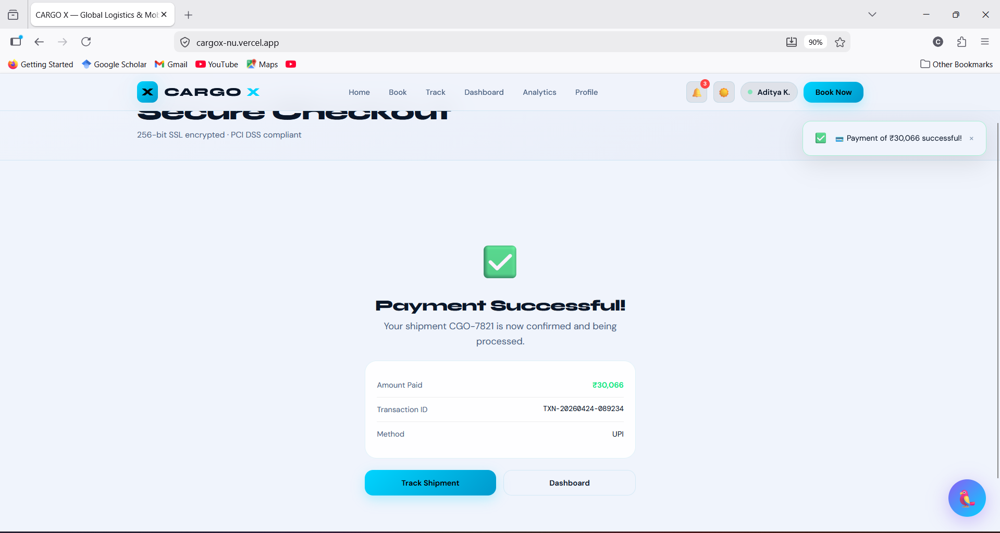 CARGO X — Global Logistics & Mob
cargox-nu.vercel.app
90%
C
Getting Started
Google Scholar
Gmail
YouTube
Maps
Other Bookmarks
X CARGO X
Home
Book
Track
Dashboard
Analytics
Profile
3
Aditya K.
Book Now
Secure Checkout
256-bit SSL encrypted · PCI DSS compliant
Payment of ₹30,066 successful!
Payment Successful!
Your shipment CGO-7821 is now confirmed and being
processed.
Amount Paid ₹30,066
Transaction ID TXN-20260424-089234
Method UPI
Track Shipment
Dashboard